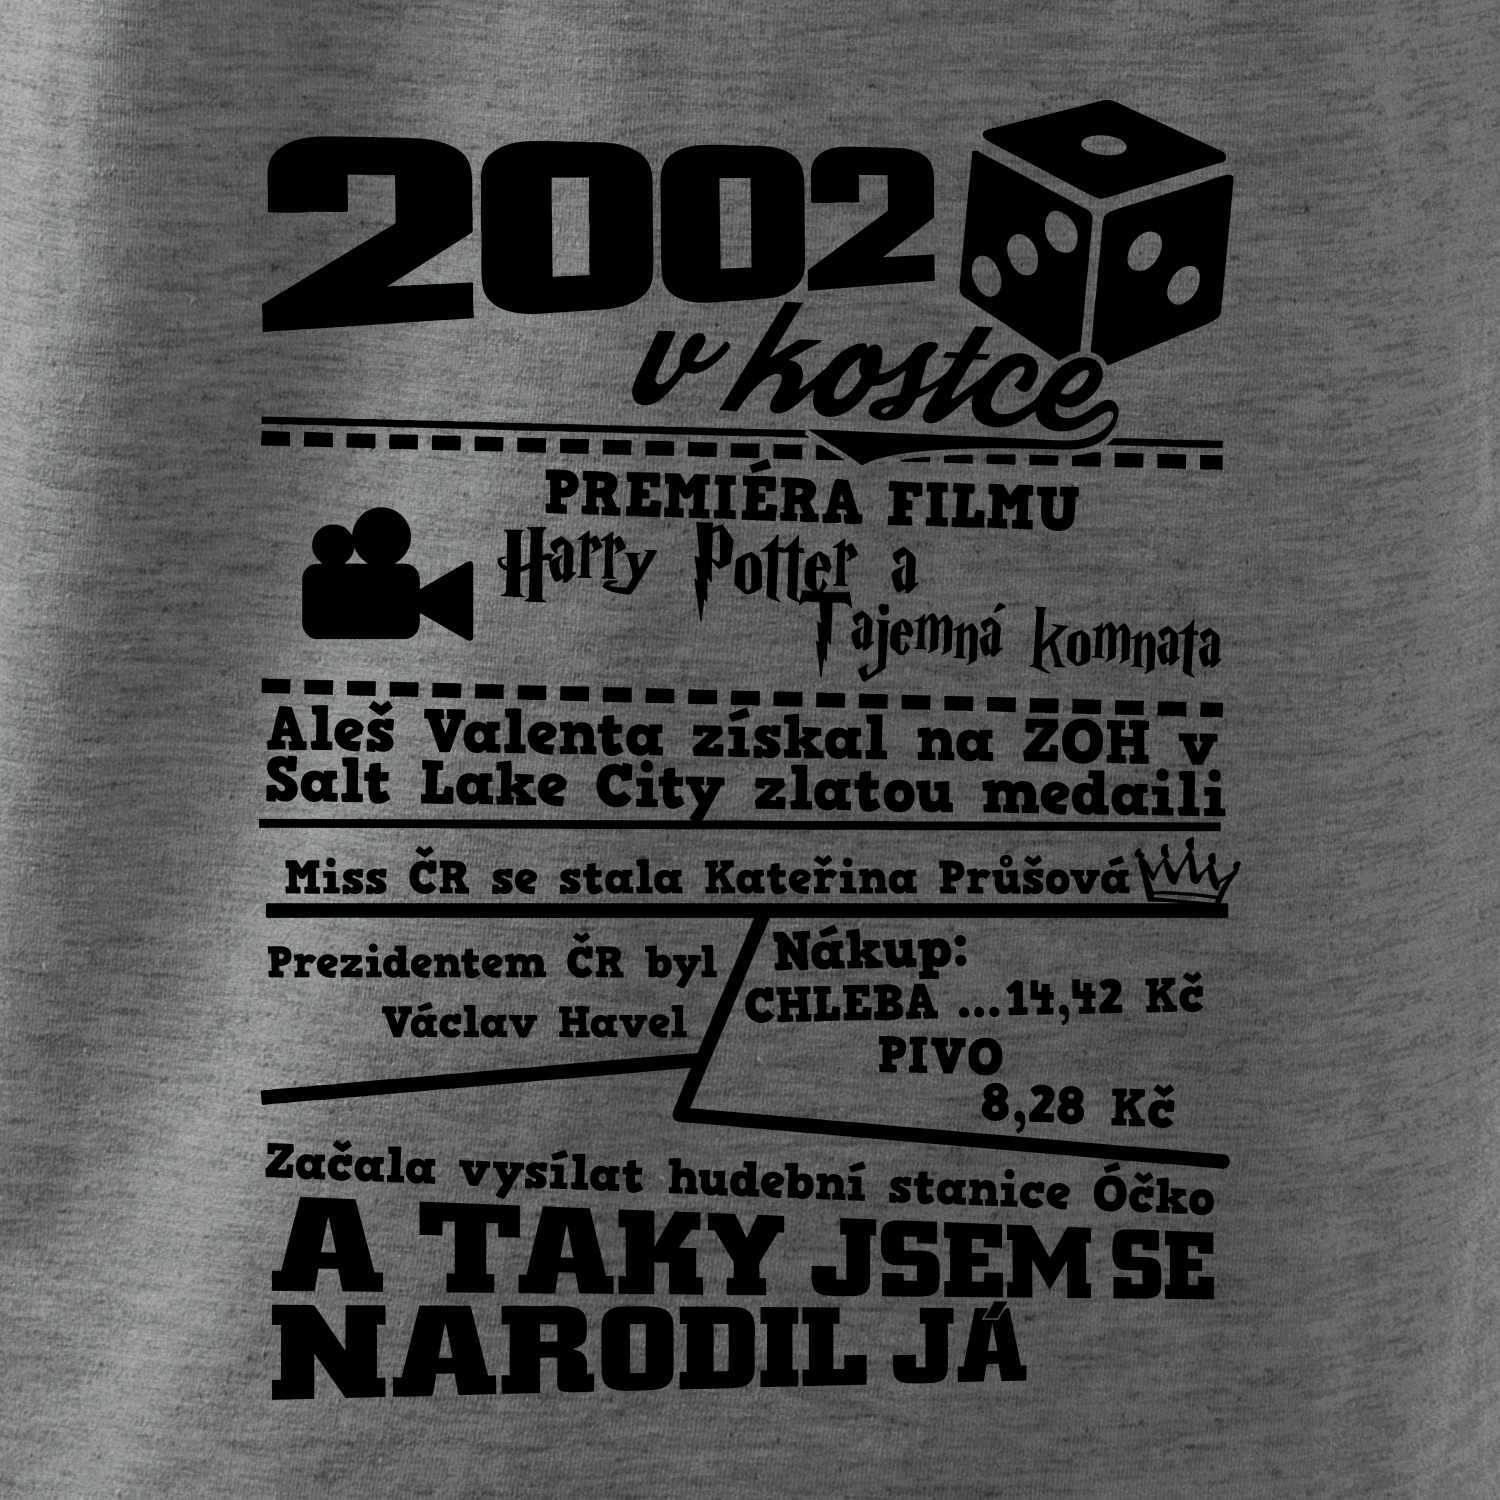 2002
v kostce
PREMIÉRA FILMU
Harry Potter a
Tajemná komnata
Aleš Valenta získal na ZOH v
Salt Lake City zlatou medaili
Miss ČR se stala Kateřina Průšová
Prezidentem ČR byl
Václav Havel
Nákup:
CHLEBA ...14,42 Kč
PIVO
8,28 Kč
Začala vysílat hudební stanice Óčko
A TAKY JSEM SE
NARODIL JÁ